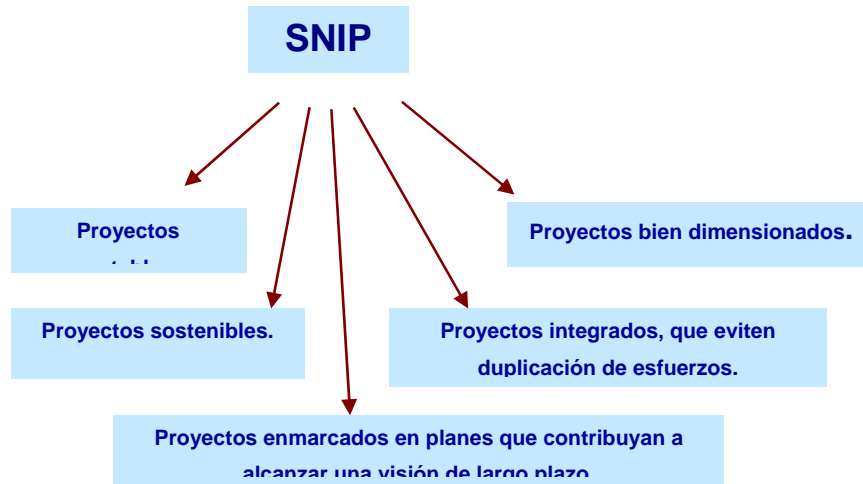 SNIP
Proyectos
Proyectos bien dimensionados.
Proyectos sostenibles.
Proyectos integrados, que eviten
duplicación de esfuerzos.
Proyectos enmarcados en planes que contribuyan a
alcanzar una visión de largo plazo